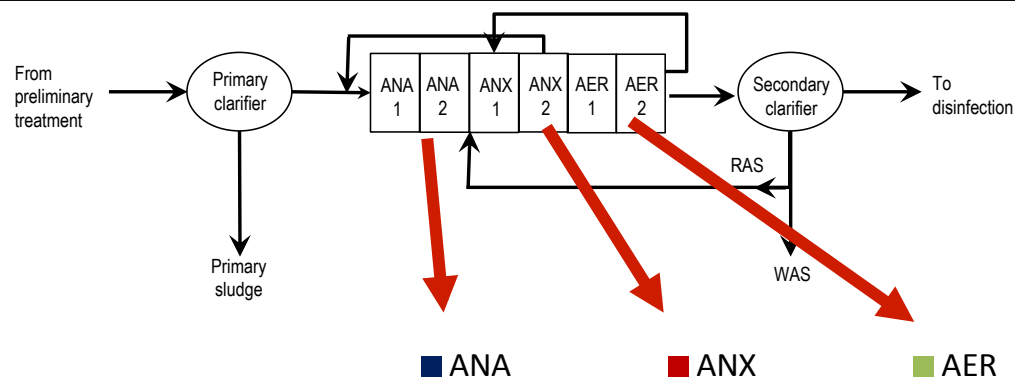 From
preliminary
treatment
Primary
clarifier
ANA
1
ANA
2
ANX
1
ANX
2
AER
1
AER
2
Secondary
clarifier
To
disinfection
RAS
Primary
sludge
WAS
ANA
ANX
AER